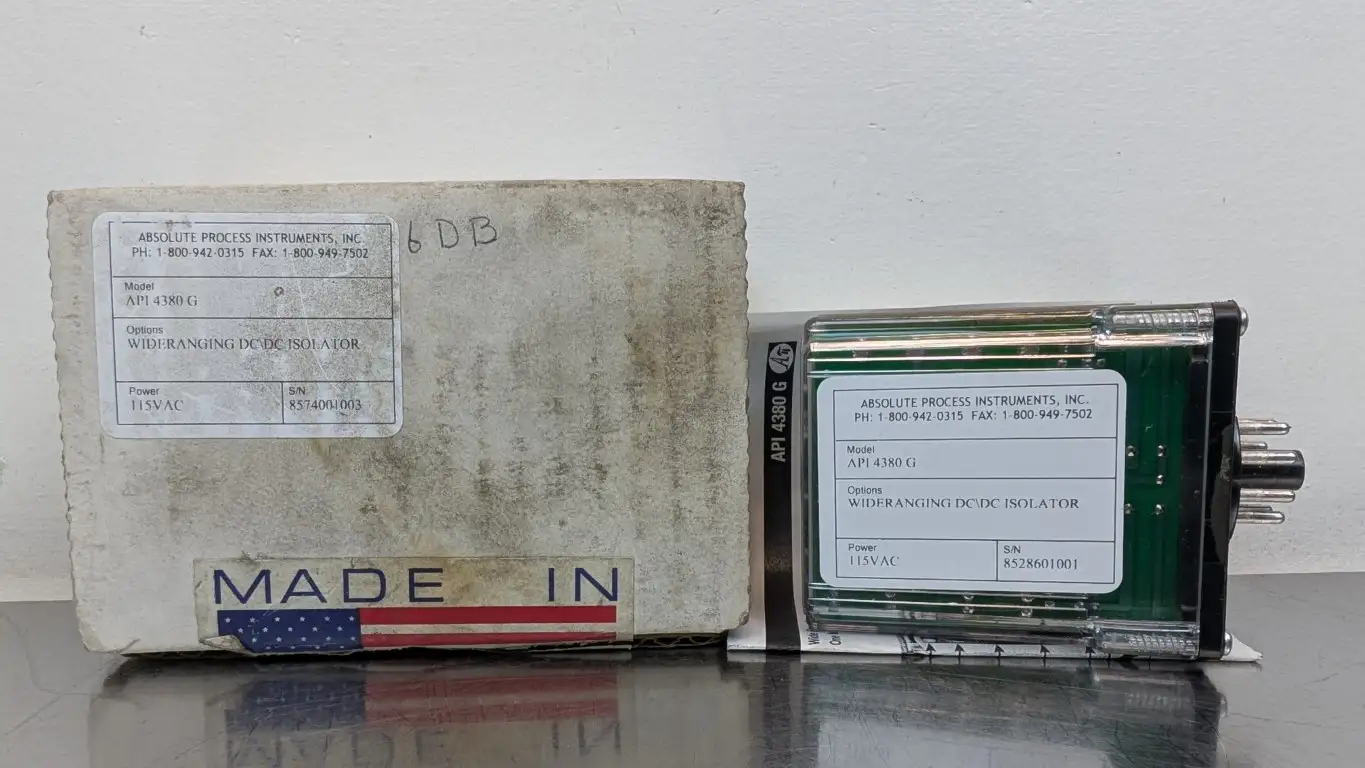 ABSOLUTE PROCESS INSTRUMENTS, INC.
PH: 1-800-942-0315 FAX: 1-800-949-7502
Model
API 4380 G
Options
WIDERANGING DC\DC ISOLATOR
Power
115VAC
S/N
8574001003
6DB
MADE IN
API 4380 G
ABSOLUTE PROCESS INSTRUMENTS, INC.
PH: 1-800-942-0315 FAX: 1-800-949-7502
Model
API 4380 G
Options
WIDERANGING DC\DC ISOLATOR
Power
115VAC
S/N
8528601001